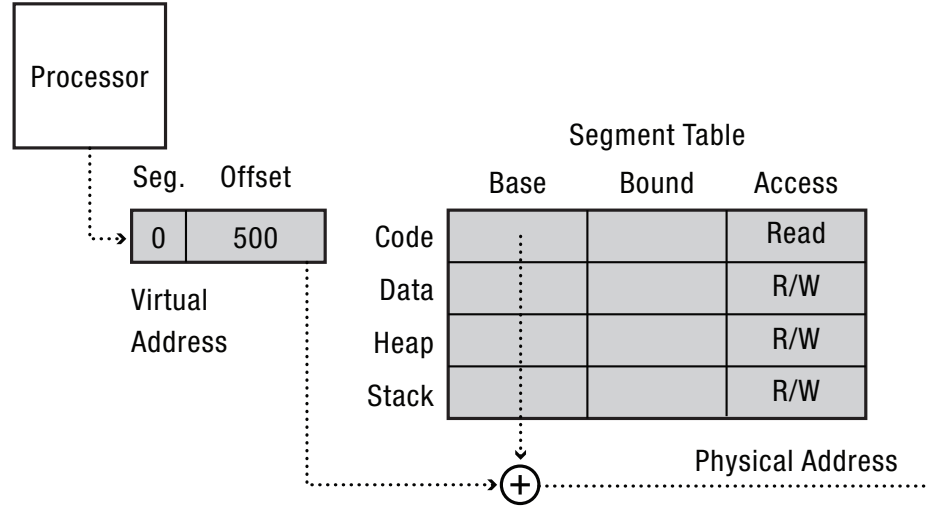 Processor
Segment Table
Seg. Offset
Base Bound Access
0 500
Code Read
Data R/W
Heap R/W
Stack R/W
Virtual
Address
Physical Address
+